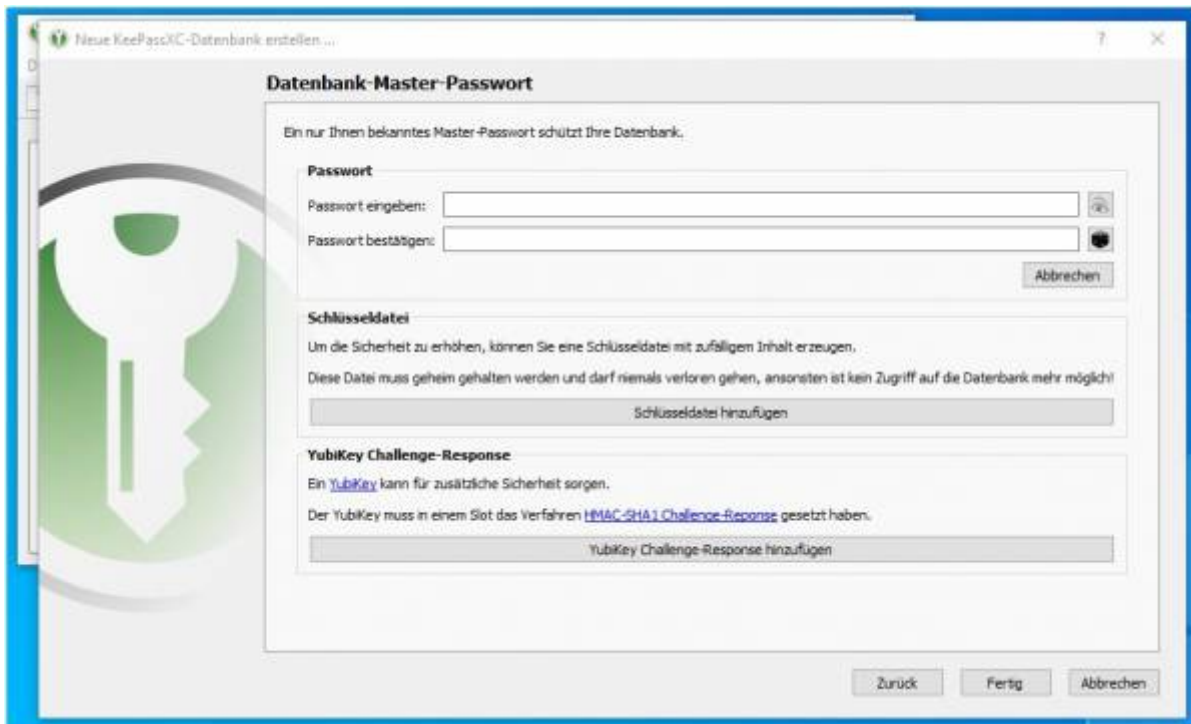 Neue KeePassXC-Datenbank erstellen ...
?
D
Datenbank-Master-Passwort
Ein nur Ihnen bekanntes Master-Passwort schützt Ihre Datenbank.
Passwort
Passwort eingeben:
Passwort bestätigen:
Abbrechen
Schlüsseldatei
Um die Sicherheit zu erhöhen, können Sie eine Schlüsseldatei mit zufälligem Inhalt erzeugen.
Diese Datei muss geheim gehalten werden und darf niemals verloren gehen, ansonsten ist kein Zugriff auf die Datenbank mehr möglich!
Schlüsseldatei hinzufügen
YubiKey Challenge-Response
Ein YubiKey kann für zusätzliche Sicherheit sorgen.
Der YubiKey muss in einem Slot das Verfahren HMAC-SHA1 Challenge-Reponse gesetzt haben.
YubiKey Challenge-Response hinzufügen
Zurück Fertig Abbrechen